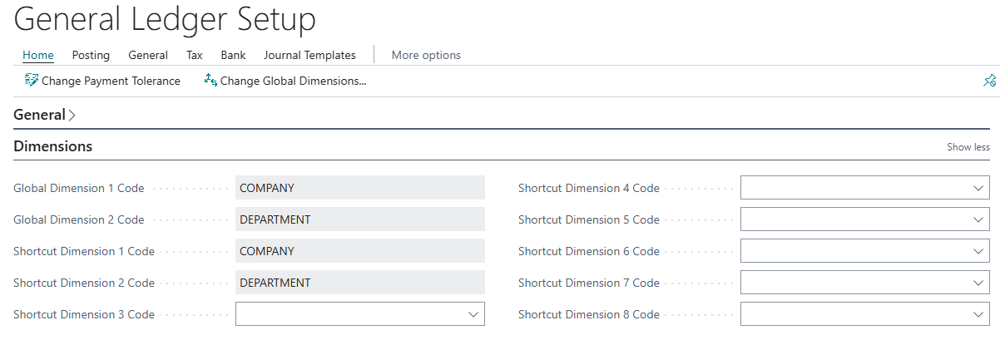 General Ledger Setup
Home Posting General Tax Bank Journal Templates More options
Change Payment Tolerance Change Global Dimensions...
General
Dimensions Show less
Global Dimension 1 Code COMPANY Shortcut Dimension 4 Code
Global Dimension 2 Code DEPARTMENT Shortcut Dimension 5 Code
Shortcut Dimension 1 Code COMPANY Shortcut Dimension 6 Code
Shortcut Dimension 2 Code DEPARTMENT Shortcut Dimension 7 Code
Shortcut Dimension 3 Code Shortcut Dimension 8 Code